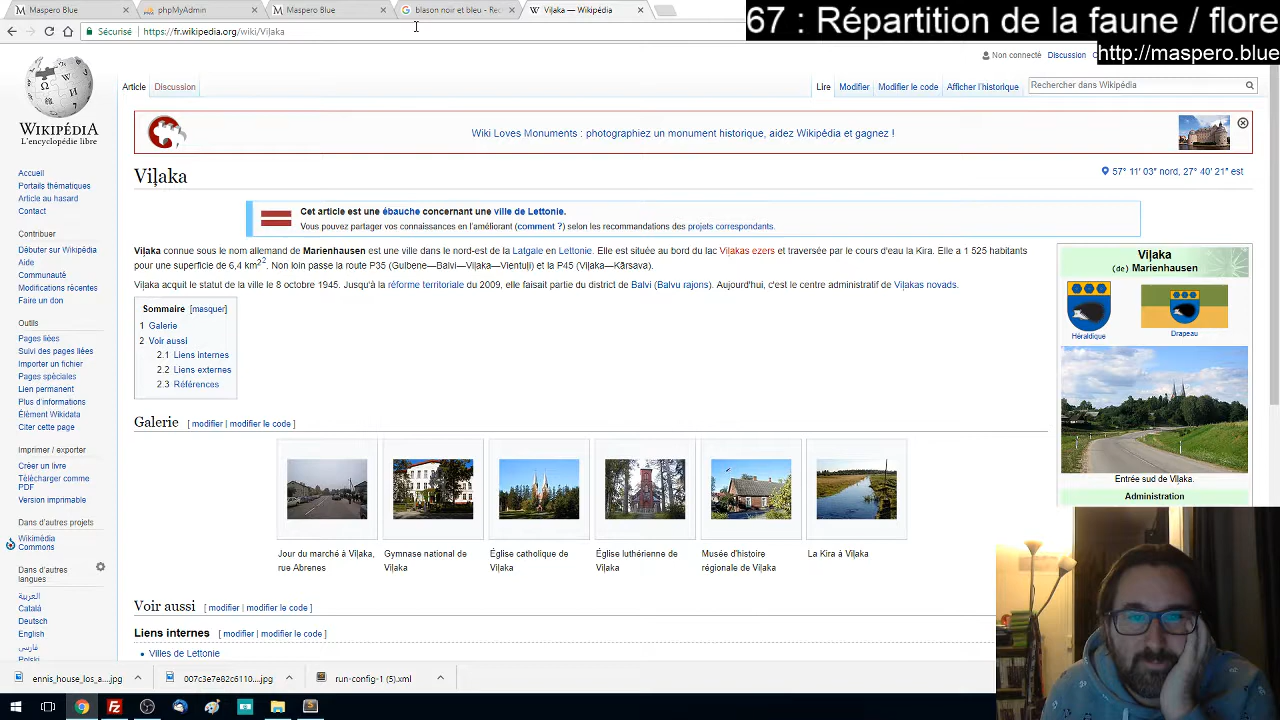 Maspero Blue
phpMyAdmin
Maspero Blue
blason noir et bleu - Rec
Viļaka — Wikipédia
67 : Répartition de la faune / flore
http://maspero.blue
Sécurisé
https://fr.wikipedia.org/wiki/Viļaka
Non connecté
Discussion
WIKIPÉDIA
L'encyclopédie libre
Accueil
Portails thématiques
Article au hasard
Contact
Contribuer
Débuter sur Wikipédia
Aide
Communauté
Modifications récentes
Faire un don
Outils
Pages liées
Suivi des pages liées
Importer un fichier
Pages spéciales
Lien permanent
Plus d'informations
Élément Wikidata
Citer cette page
Imprimer / exporter
Créer un livre
Télécharger comme
PDF
Version imprimable
Dans d'autres projets
Wikimédia
Commons
Dans d'autres
langues
العربية
Català
Deutsch
English
فارسی
Polski
Article
Discussion
Lire
Modifier
Modifier le code
Afficher l'historique
Rechercher dans Wikipédia
Wiki Loves Monuments : photographiez un monument historique, aidez Wikipédia et gagnez !
Viļaka
57° 11′ 03″ nord, 27° 40′ 21″ est
Cet article est une ébauche concernant une ville de Lettonie.
Vous pouvez partager vos connaissances en l'améliorant (comment ?) selon les recommandations des projets correspondants.
Viļaka connue sous le nom allemand de Marienhausen est une ville dans le nord-est de la Latgale en Lettonie. Elle est située au bord du lac Viļakas ezers et traversée par le cours d'eau la Kira. Elle a 1 525 habitants
pour une superficie de 6,4 km2 2. Non loin passe la route P35 (Gulbene—Balvi—Viļaka—Vientuļi) et la P45 (Viļaka—Kārsava).
Viļaka acquit le statut de la ville le 8 octobre 1945. Jusqu'à la réforme territoriale du 2009, elle faisait partie du district de Balvi (Balvu rajons). Aujourd'hui, c'est le centre administratif de Viļakas novads.
Sommaire [masquer]
1 Galerie
2 Voir aussi
2.1 Liens internes
2.2 Liens externes
2.3 Références
Galerie [ modifier | modifier le code ]
Jour du marché à Viļaka,
rue Abrenes
Gymnase national de
Viļaka
Église catholique de
Viļaka
Église luthérienne de
Viļaka
Musée d'histoire
régionale de Viļaka
La Kira à Viļaka
Voir aussi [ modifier | modifier le code ]
Liens internes [ modifier | modifier le code ]
Villes de Lettonie
Viļaka
(de) Marienhausen
Héraldique
Drapeau
Entrée sud de Viļaka.
Administration
ennis_house_los_a....jpg
007c3e7e82c6110....jpg
run-config-1 (5).xml